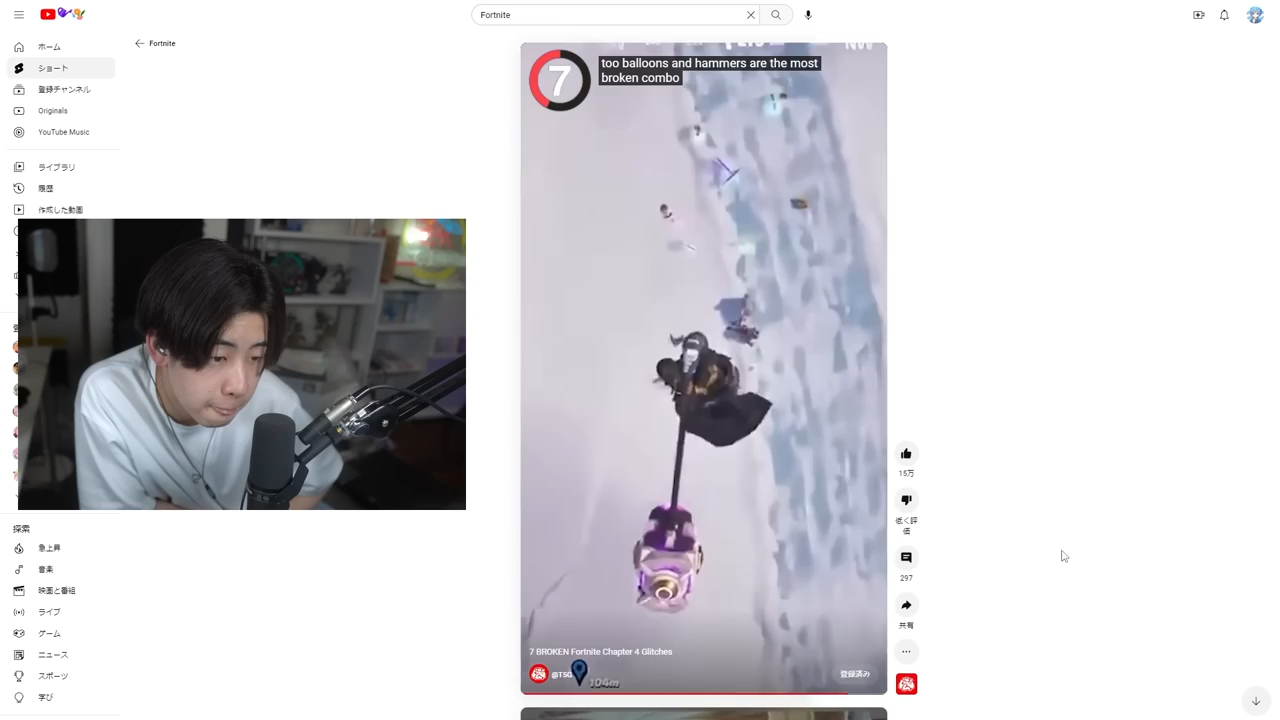 Fortnite
ホーム
Fortnite
ショート
登録チャンネル
Originals
YouTube Music
ライブラリ
履歴
作成した動画
探索
急上昇
音楽
映画と番組
ライブ
ゲーム
ニュース
スポーツ
学び
7
too balloons and hammers are the most
broken combo
7 BROKEN Fortnite Chapter 4 Glitches
登録済み
104m
15万
低く評
価
297
共有